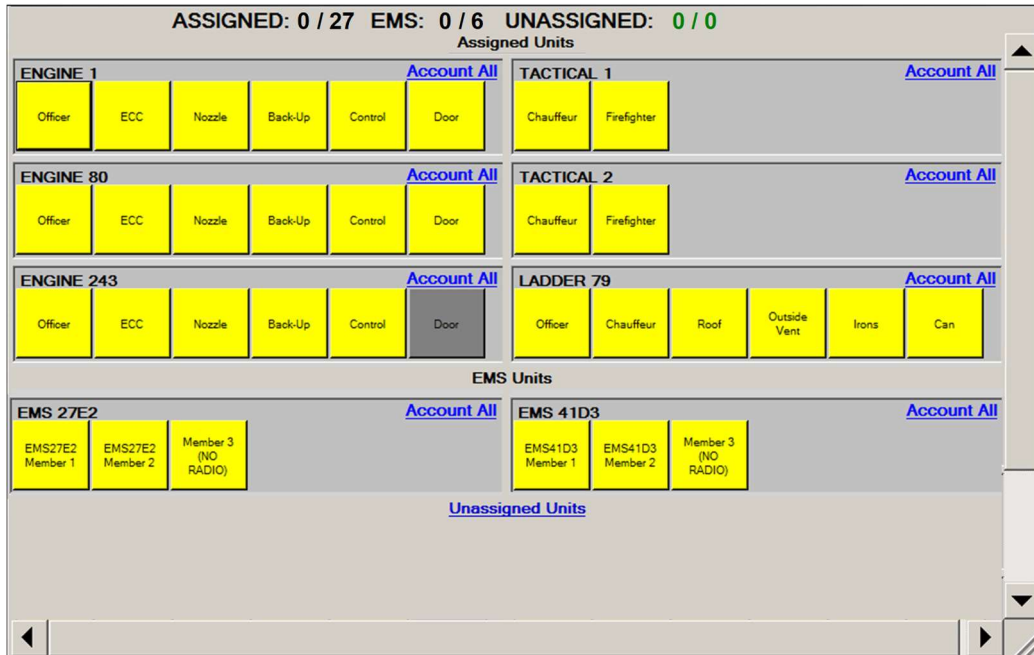 ASSIGNED: 0 / 27 EMS: 0 / 6 UNASSIGNED: 0 / 0
Assigned Units
ENGINE 1 Account All
Officer ECC Nozzle Back-Up Control Door
TACTICAL 1 Account All
Chauffeur Firefighter
ENGINE 80 Account All
Officer ECC Nozzle Back-Up Control Door
TACTICAL 2 Account All
Chauffeur Firefighter
ENGINE 243 Account All
Officer ECC Nozzle Back-Up Control Door
LADDER 79 Account All
Officer Chauffeur Roof Outside Vent Irons Can
EMS Units
EMS 27E2 Account All
EMS27E2 Member 1
EMS27E2 Member 2
Member 3 (NO RADIO)
EMS 41D3 Account All
EMS41D3 Member 1
EMS41D3 Member 2
Member 3 (NO RADIO)
Unassigned Units